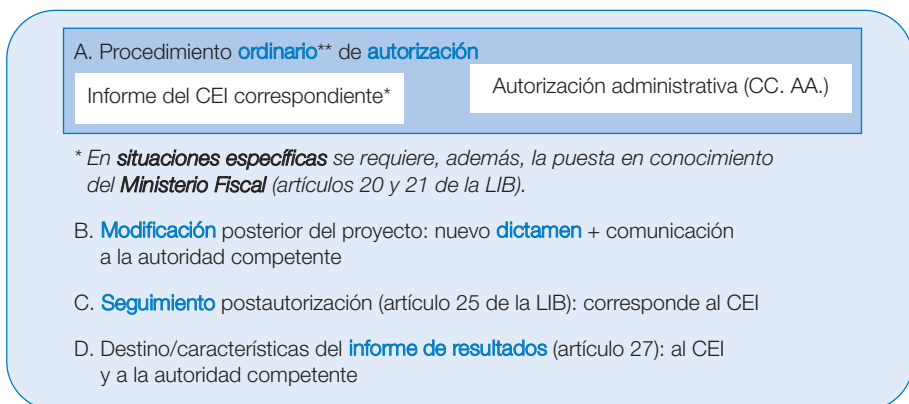 A. Procedimiento ordinario** de autorización
Informe del CEI correspondiente*
Autorización administrativa (CC. AA.)
* En situaciones específicas se requiere, además, la puesta en conocimiento
del Ministerio Fiscal (artículos 20 y 21 de la LIB).
B. Modificación posterior del proyecto: nuevo dictamen + comunicación
a la autoridad competente
C. Seguimiento postautorización (artículo 25 de la LIB): corresponde al CEI
D. Destino/características del informe de resultados (artículo 27): al CEI
y a la autoridad competente